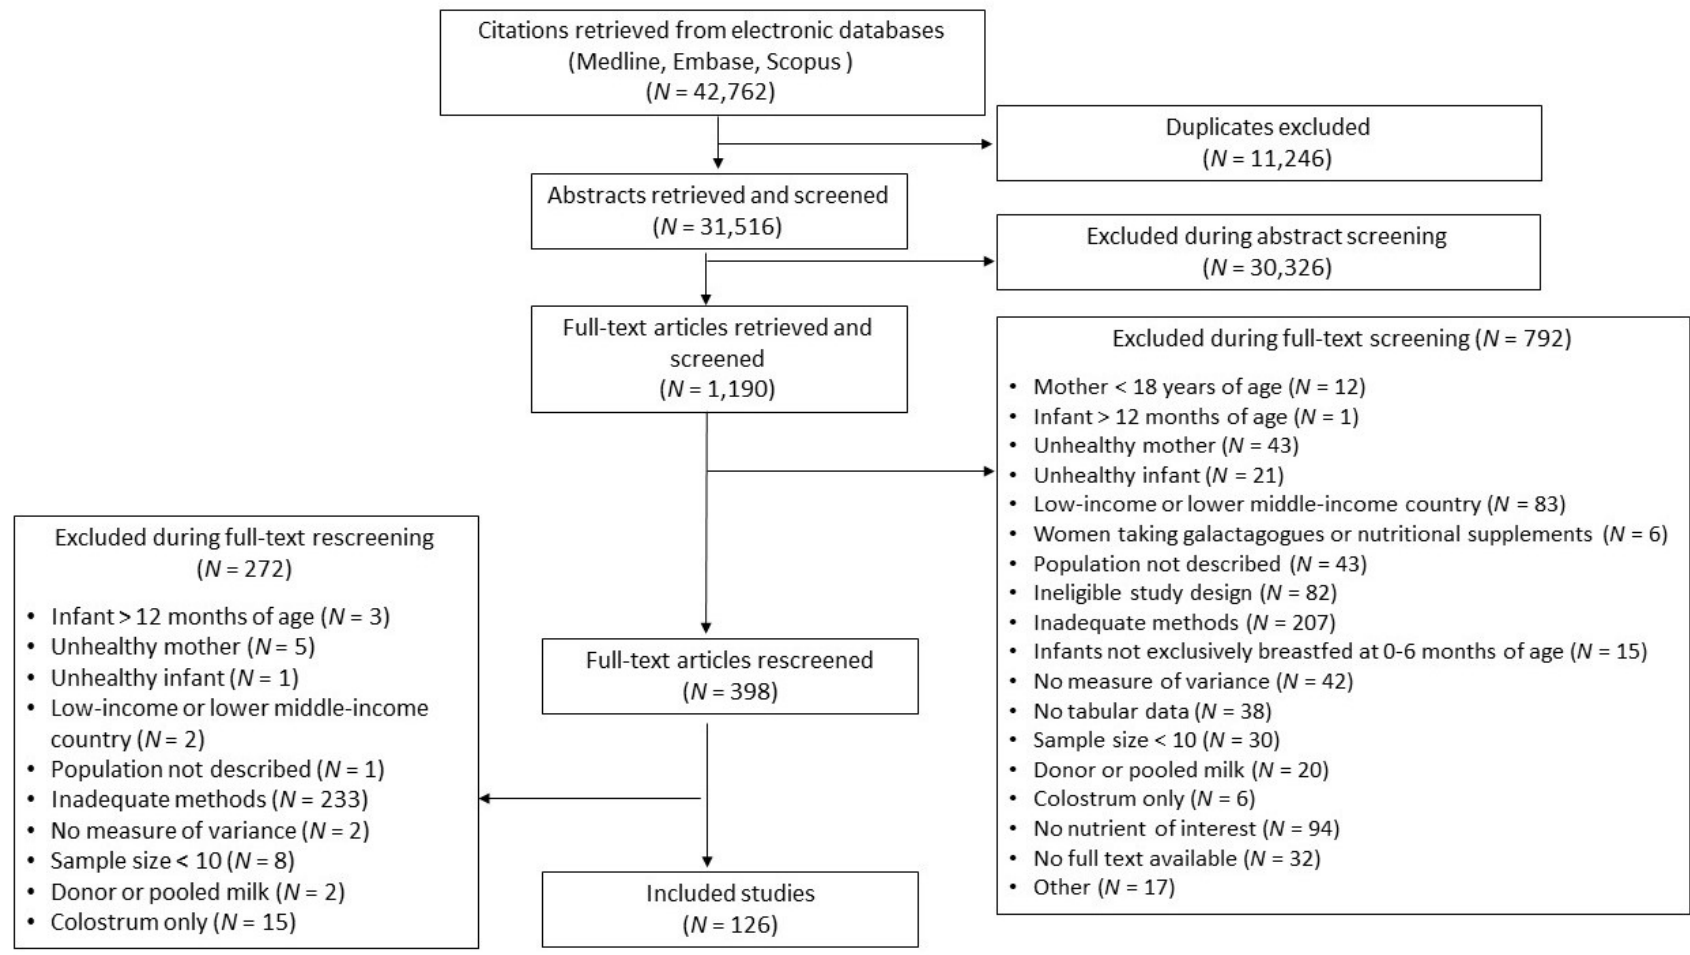 Citations retrieved from electronic databases
(Medline, Embase, Scopus )
(N = 42,762)
Duplicates excluded
(N = 11,246)
Abstracts retrieved and screened
(N = 31,516)
Excluded during abstract screening
(N = 30,326)
Full-text articles retrieved and
screened
(N = 1,190)
Excluded during full-text screening (N = 792)
• Mother < 18 years of age (N = 12)
• Infant > 12 months of age (N = 1)
• Unhealthy mother (N = 43)
• Unhealthy infant (N = 21)
• Low-income or lower middle-income country (N = 83)
• Women taking galactagogues or nutritional supplements (N = 6)
• Population not described (N = 43)
• Ineligible study design (N = 82)
• Inadequate methods (N = 207)
• Infants not exclusively breastfed at 0-6 months of age (N = 15)
• No measure of variance (N = 42)
• No tabular data (N = 38)
• Sample size < 10 (N = 30)
• Donor or pooled milk (N = 20)
• Colostrum only (N = 6)
• No nutrient of interest (N = 94)
• No full text available (N = 32)
• Other (N = 17)
Full-text articles rescreened
(N = 398)
Excluded during full-text rescreening
(N = 272)
• Infant > 12 months of age (N = 3)
• Unhealthy mother (N = 5)
• Unhealthy infant (N = 1)
• Low-income or lower middle-income
country (N = 2)
• Population not described (N = 1)
• Inadequate methods (N = 233)
• No measure of variance (N = 2)
• Sample size < 10 (N = 8)
• Donor or pooled milk (N = 2)
• Colostrum only (N = 15)
Included studies
(N = 126)